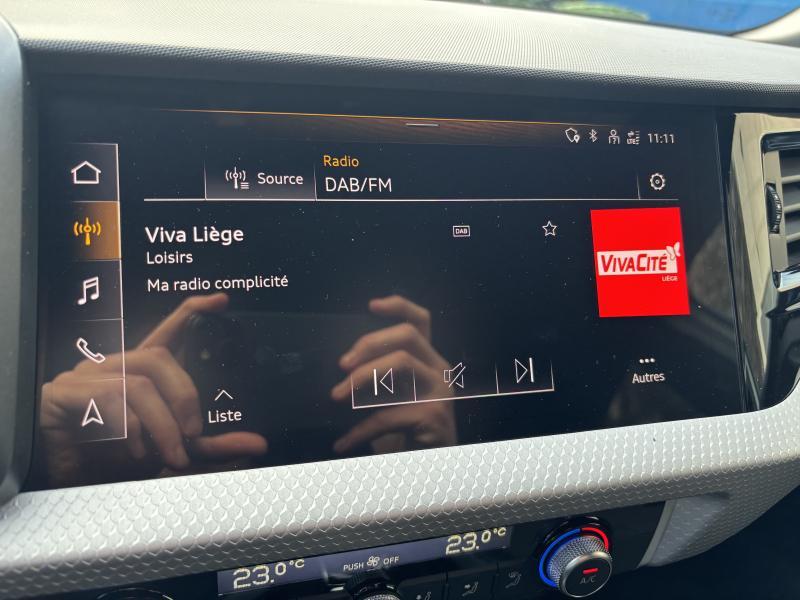 11:11
Radio
Source
DAB/FM
Viva Liège
DAB
Loisirs
Ma radio complicité
VIVACITÉ
LIÈGE
Liste
Autres
23.0°C
PUSH OFF
23.0°C
A/C